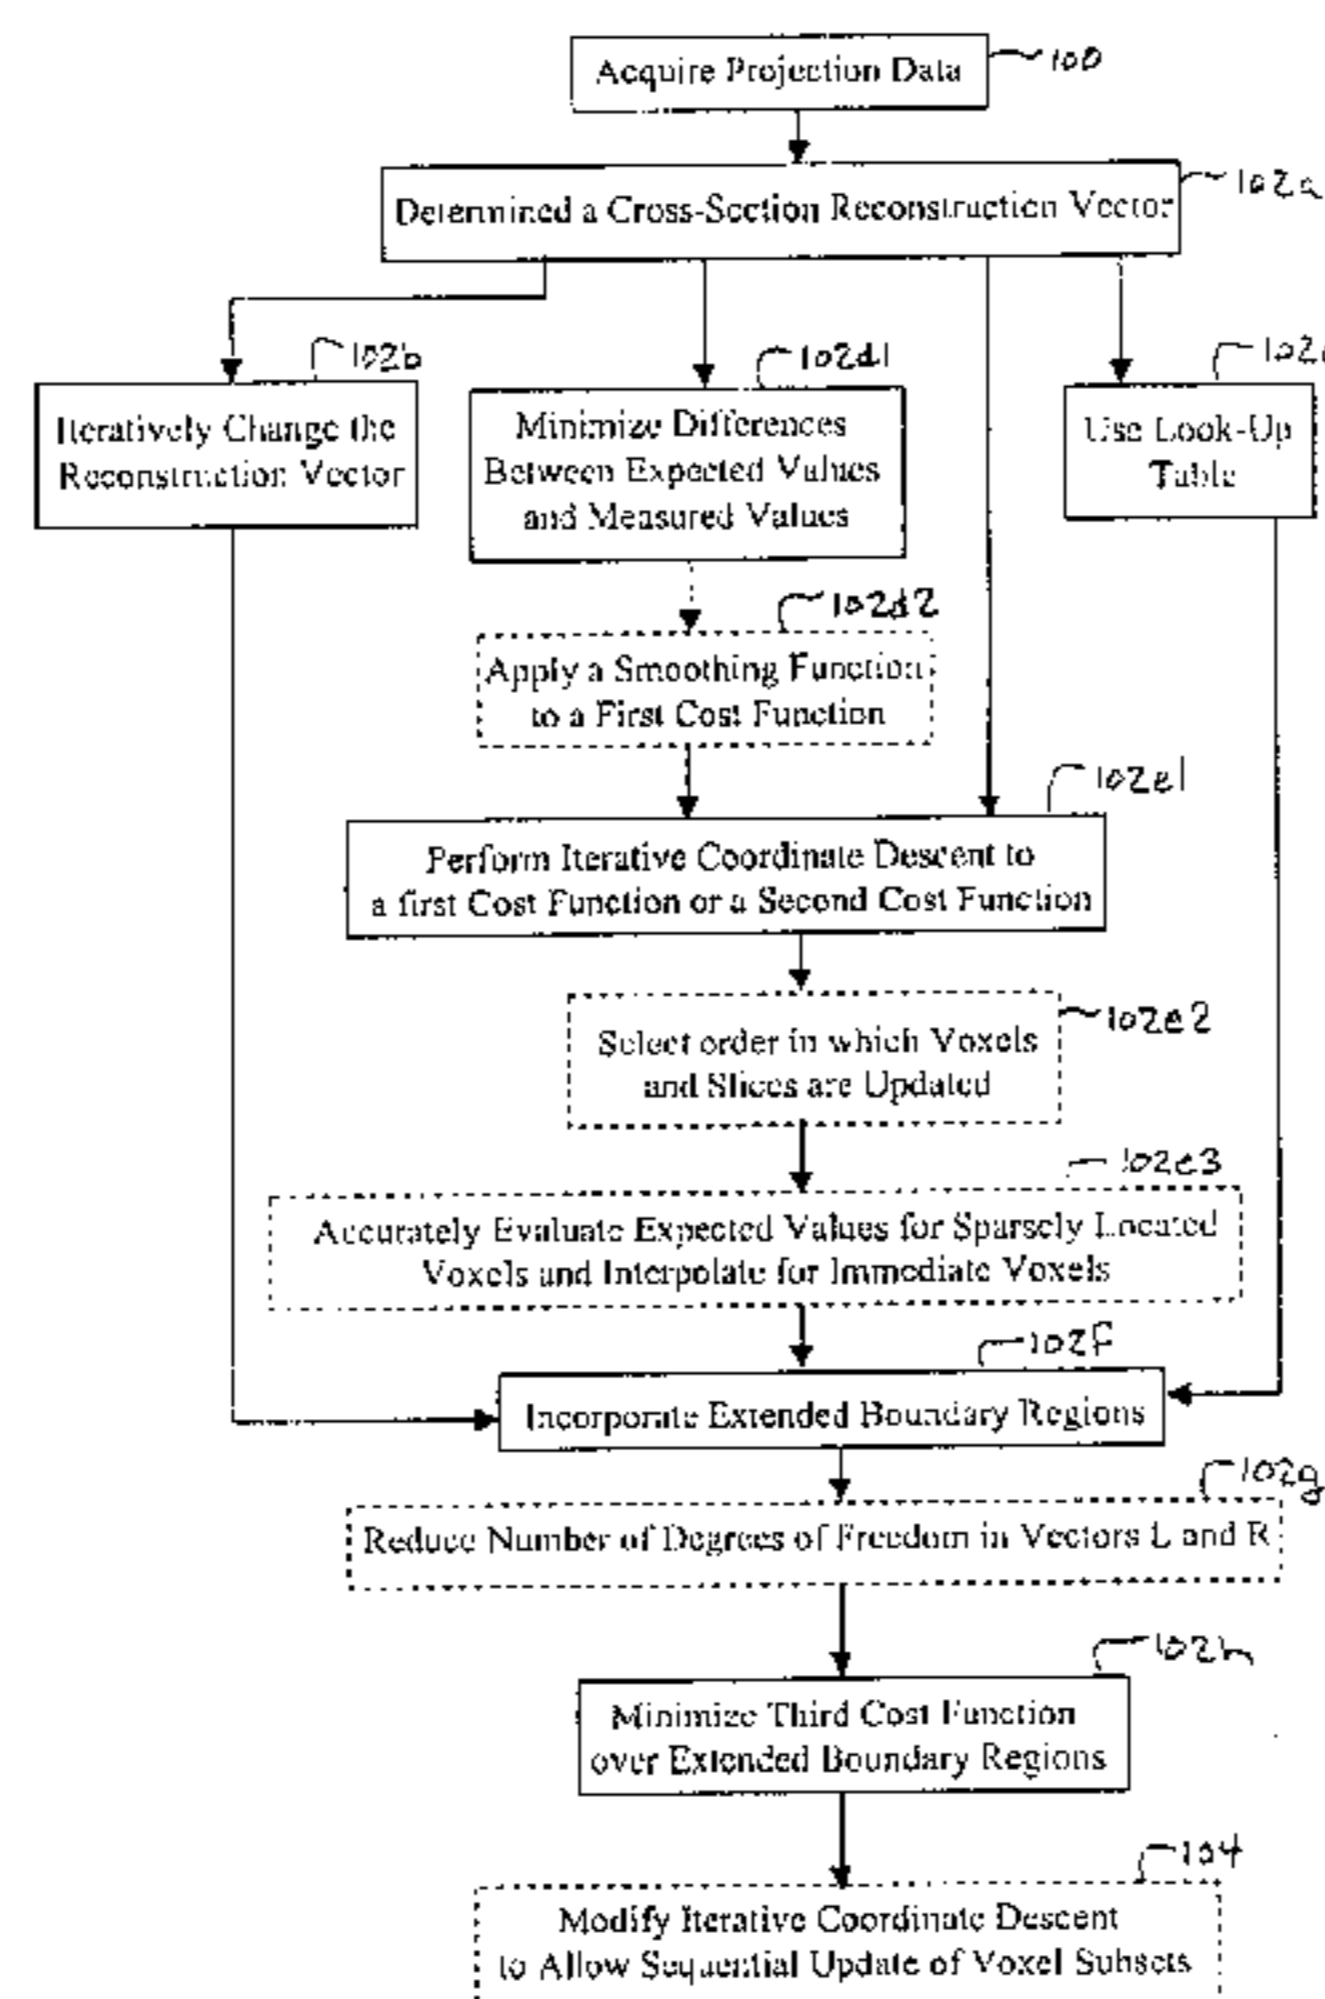 Acquire Projection Data
100
Determined a Cross-Section Reconstruction Vector
102a
102b
Iteratively Change the
Reconstruction Vector
102d1
Minimize Differences
Between Expected Values
and Measured Values
Use Look-Up
Table
102d2
Apply a Smoothing Function
to a First Cost Function
102e1
Perform Iterative Coordinate Descent to
a first Cost Function or a Second Cost Function
102e2
Select order in which Voxels
and Slices are Updated
102e3
Accurately Evaluate Expected Values for Sparsely Located
Voxels and Interpolate for Immediate Voxels
102f
Incorporate Extended Boundary Regions
102g
Reduce Number of Degrees of Freedom in Vectors L and R
102h
Minimize Third Cost Function
over Extended Boundary Regions
104
Modify Iterative Coordinate Descent
to Allow Sequential Update of Voxel Subsets